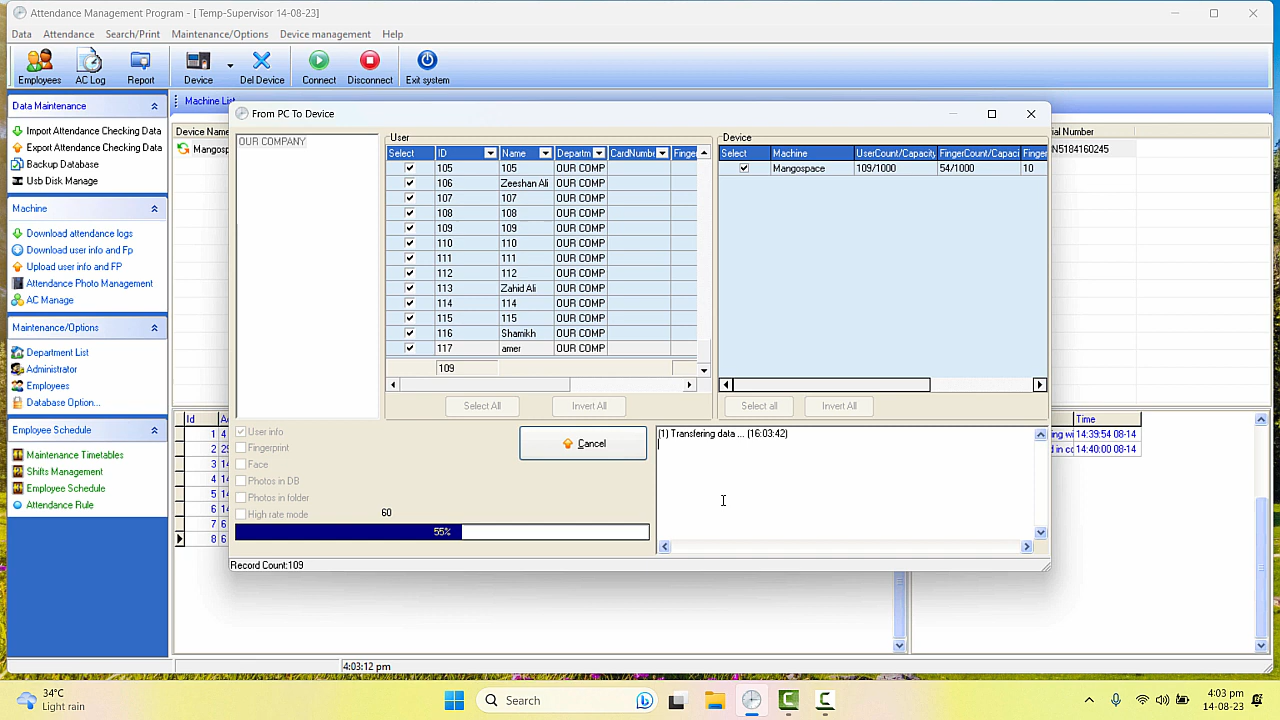 Attendance Management Program - [Temp-Supervisor 14-08-23]
Data Attendance Search/Print Maintenance/Options Device management Help
Employees AC Log Report Device Del Device Connect Disconnect Exit system
Data Maintenance
Import Attendance Checking Data
Export Attendance Checking Data
Backup Database
Usb Disk Manage
Machine
Download attendance logs
Download user info and Fp
Upload user info and FP
Attendance Photo Management
AC Manage
Maintenance/Options
Department List
Administrator
Employees
Database Option...
Employee Schedule
Maintenance Timetables
Shifts Management
Employee Schedule
Attendance Rule
Machine List
Device Name
From PC To Device
OUR COMPANY
User
Select ID Name Departm CardNumb Finger
105 105 OUR COMP
106 Zeeshan Ali OUR COMP
107 107 OUR COMP
108 108 OUR COMP
109 109 OUR COMP
110 110 OUR COMP
111 111 OUR COMP
112 112 OUR COMP
113 Zahid Ali OUR COMP
114 114 OUR COMP
115 115 OUR COMP
116 Shamikh OUR COMP
117 amer OUR COMP
109
Select All Invert All
Device
Select Machine UserCount/Capacity FingerCount/Capaci Finger
Mangospace 109/1000 54/1000 10
Select all Invert All
User info
Fingerprint
Face
Photos in DB
Photos in folder
High rate mode 60
Cancel
55%
(1) Transfering data ... (16:03:42)
Record Count:109
ial Number
N5184160245
Mangosp
Id
1 4
2
3
4
5
6
7 6
8 6
Time
14:39:54 08-14
14:40:00 08-14
4:03:12 pm
34°C
Light rain
Search
4:03 pm
14-08-23